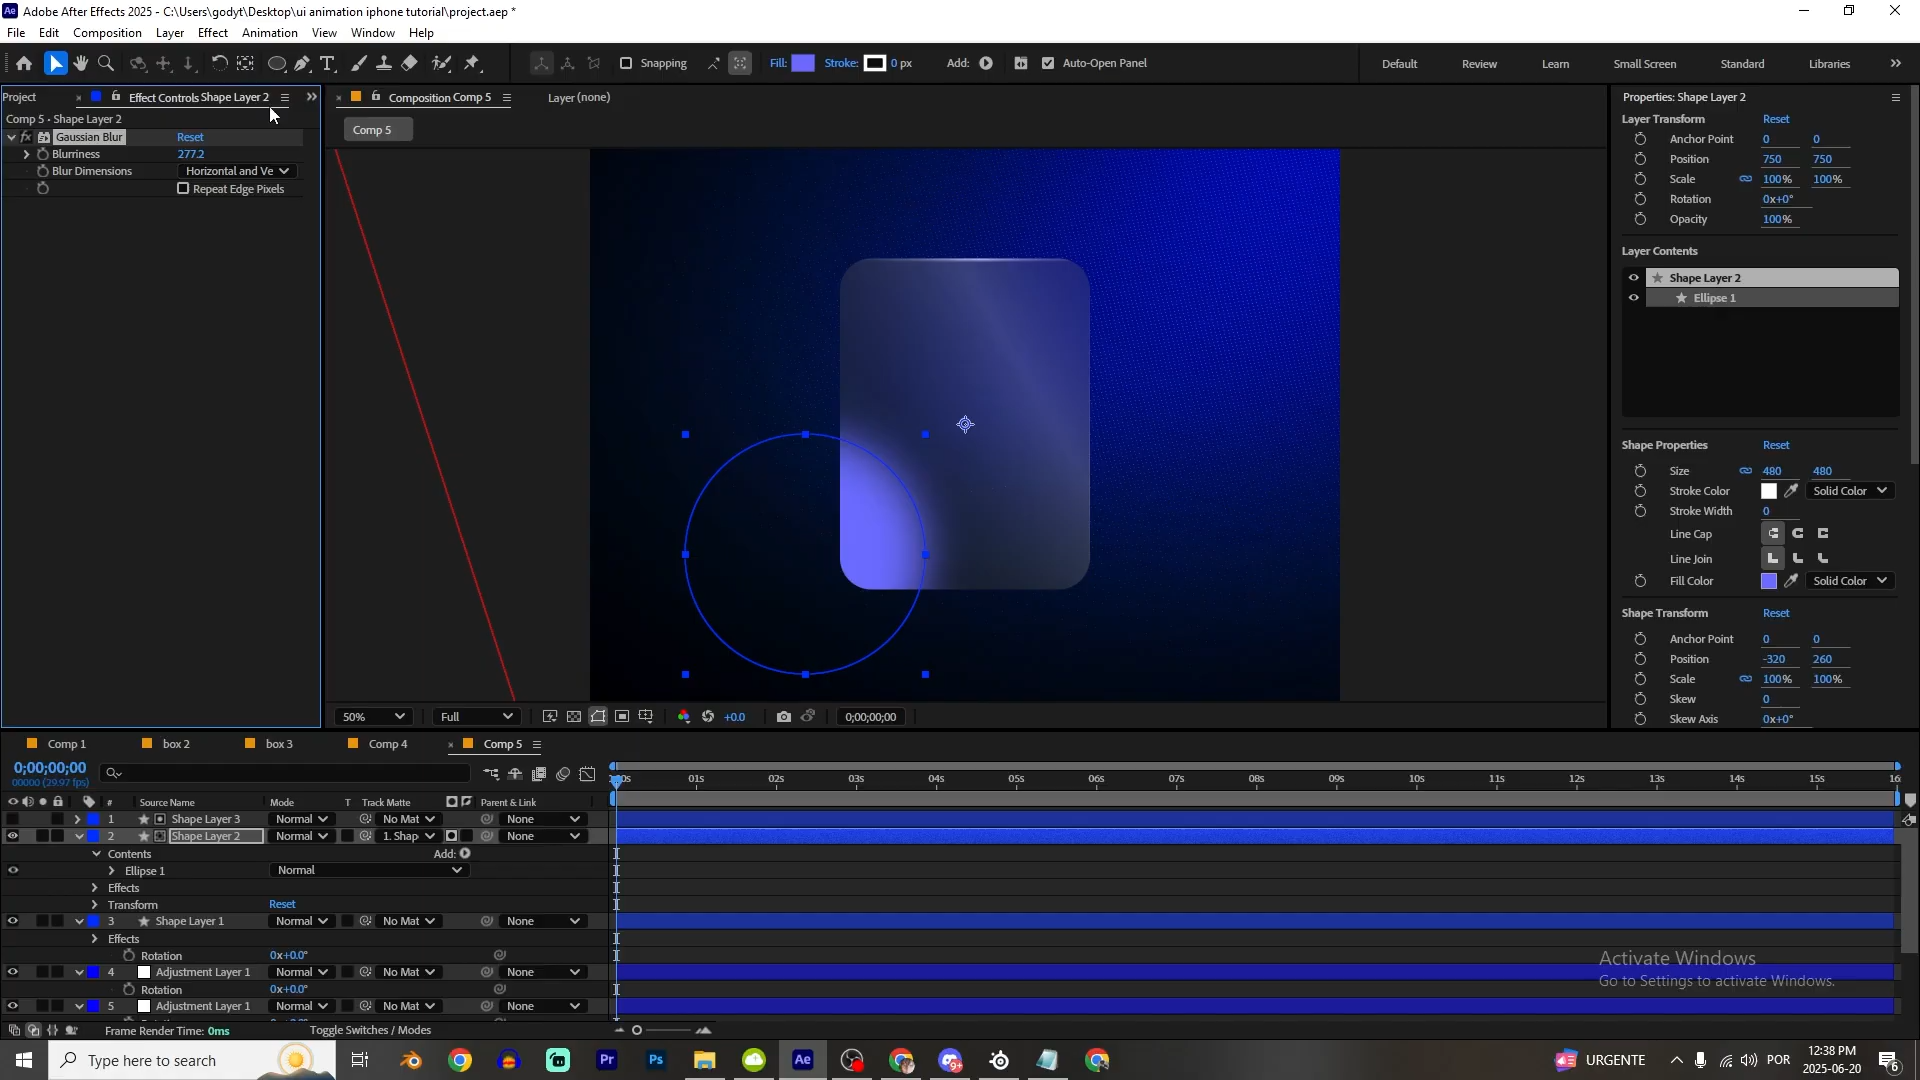 Adobe After Effects 2025 - C:\Users\godyt\Desktop\ui animation iphone tutorial\project.aep *
File Edit Composition Layer Effect Animation View Window Help
Snapping Fill: Stroke: 0 px Add: Auto-Open Panel Default Review Learn Small Screen Standard Libraries
Project Effect Controls Shape Layer 2 Composition Comp 5 Layer (none) Properties: Shape Layer 2
Comp 5 • Shape Layer 2
Gaussian Blur Reset
Blurriness 277.2
Blur Dimensions Horizontal and Ve
Repeat Edge Pixels
Comp 5
Layer Transform Reset
Anchor Point 0 0
Position 750 750
Scale 100% 100%
Rotation 0x+0°
Opacity 100%
Layer Contents
Shape Layer 2
Ellipse 1
Shape Properties Reset
Size 480 480
Stroke Color Solid Color
Stroke Width 0
Line Cap
Line Join
Fill Color Solid Color
Shape Transform Reset
Anchor Point 0 0
Position -320 260
Scale 100% 100%
Skew 0
Skew Axis 0x+0°
50% Full +0.0 0;00;00;00
Comp 1 box 2 box 3 Comp 4 Comp 5
0;00;00;00
00000 (29.97 fps)
01s 02s 03s 04s 05s 06s 07s 08s 09s 10s 11s 12s 13s 14s 15s 16
# Source Name Mode T Track Matte Parent & Link
1 Shape Layer 3 Normal No Mat None
2 Shape Layer 2 Normal 1. Shap None
Contents Add:
Ellipse 1 Normal
Effects
Transform Reset
3 Shape Layer 1 Normal No Mat None
Effects
Rotation 0x+0.0°
4 Adjustment Layer 1 Normal No Mat None
Rotation 0x+0.0°
5 Adjustment Layer 1 Normal No Mat None
Activate Windows
Go to Settings to activate Windows.
Frame Render Time: 0ms Toggle Switches / Modes
Type here to search
Pr Ps Ae 9+
URGENTE POR
12:38 PM
2025-06-20
6